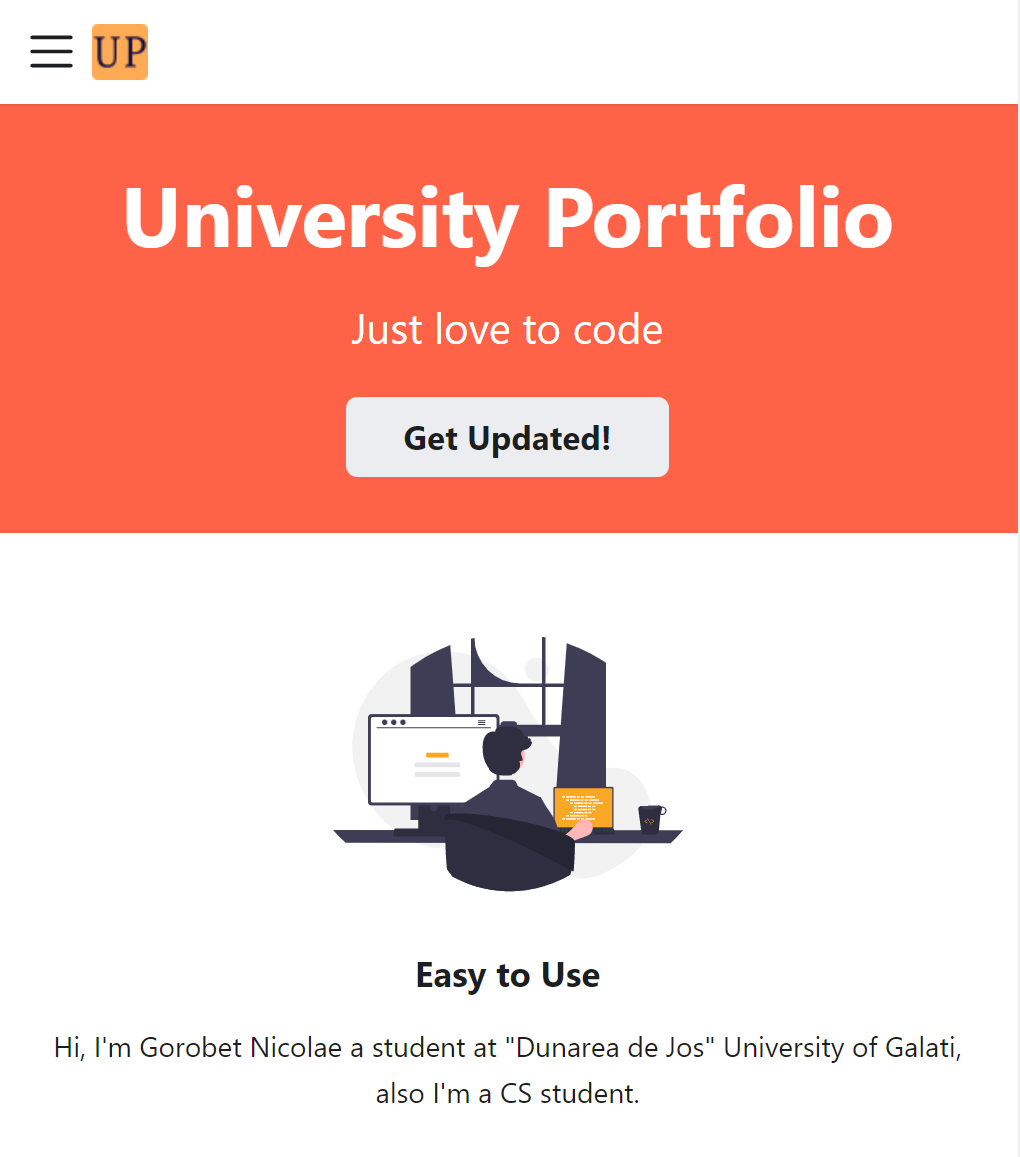 UP
University Portfolio
Just love to code
Get Updated!
Easy to Use
Hi, I'm Gorobet Nicolae a student at "Dunarea de Jos" University of Galati,
also I'm a CS student.